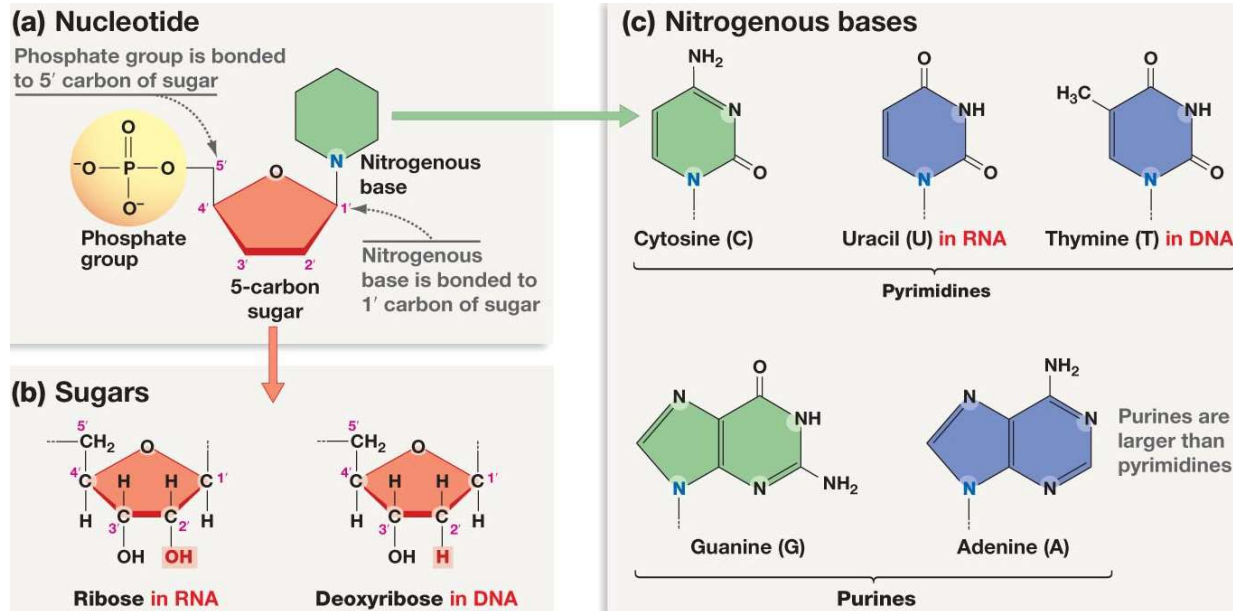 (a) Nucleotide
Phosphate group is bonded
to 5′ carbon of sugar
O
⁻O
P
O
O⁻
5′
4′
O
1′
3′
2′
N
Nitrogenous
base
Phosphate
group
5-carbon
sugar
Nitrogenous
base is bonded to
1′ carbon of sugar
(b) Sugars
5′
CH₂
O
4′
C
H
H
C
1′
H
C
C
H
3′
2′
OH
OH
Ribose in RNA
5′
CH₂
O
4′
C
H
H
C
1′
H
C
C
H
3′
2′
OH
H
Deoxyribose in DNA
(c) Nitrogenous bases
NH₂
N
N
O
Cytosine (C)
O
NH
N
O
Uracil (U) in RNA
O
H₃C
NH
N
O
Thymine (T) in DNA
Pyrimidines
O
N
NH
N
N
NH₂
Guanine (G)
NH₂
N
N
N
N
Adenine (A)
Purines are
larger than
pyrimidines
Purines